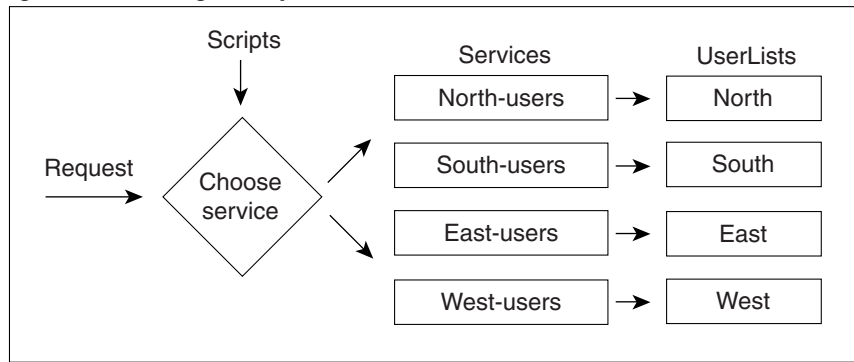 Scripts
Services
UserLists
North-users
North
Request
Choose
service
South-users
South
East-users
East
West-users
West